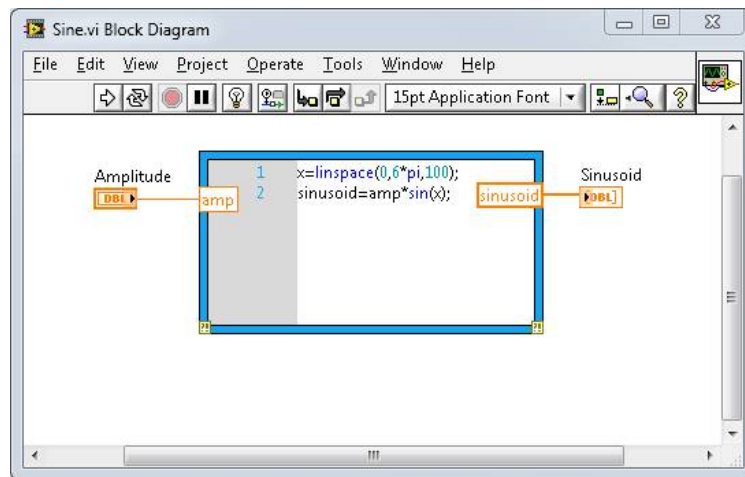 Sine.vi Block Diagram
File Edit View Project Operate Tools Window Help
15pt Application Font
Amplitude
DBL
amp
1 x=linspace(0,6*pi,100);
2 sinusoid=amp*sin(x);
sinusoid
Sinusoid
[DBL]